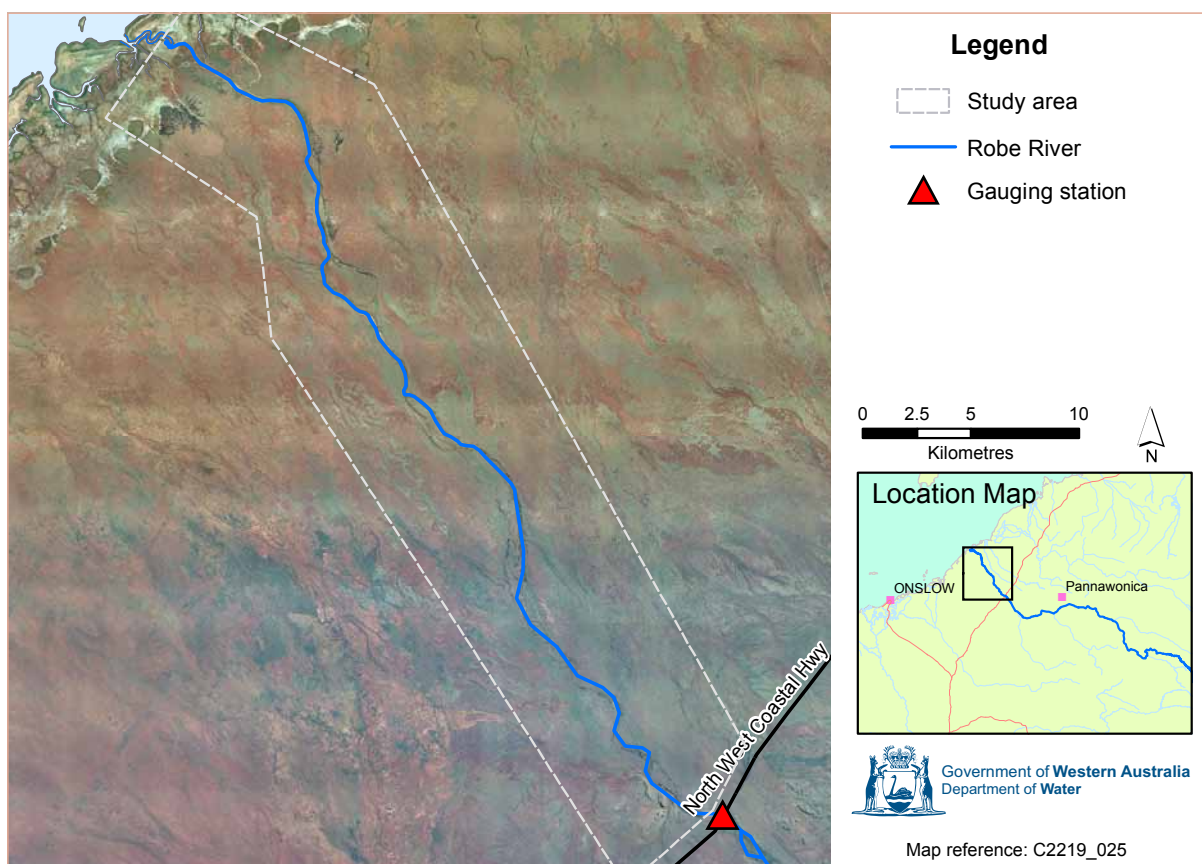 Legend
Study area
Robe River
Gauging station
0 2.5 5 10
Kilometres
N
Location Map
ONSLOW
Pannawonica
North West Coastal Hwy
Government of Western Australia
Department of Water
Map reference: C2219_025